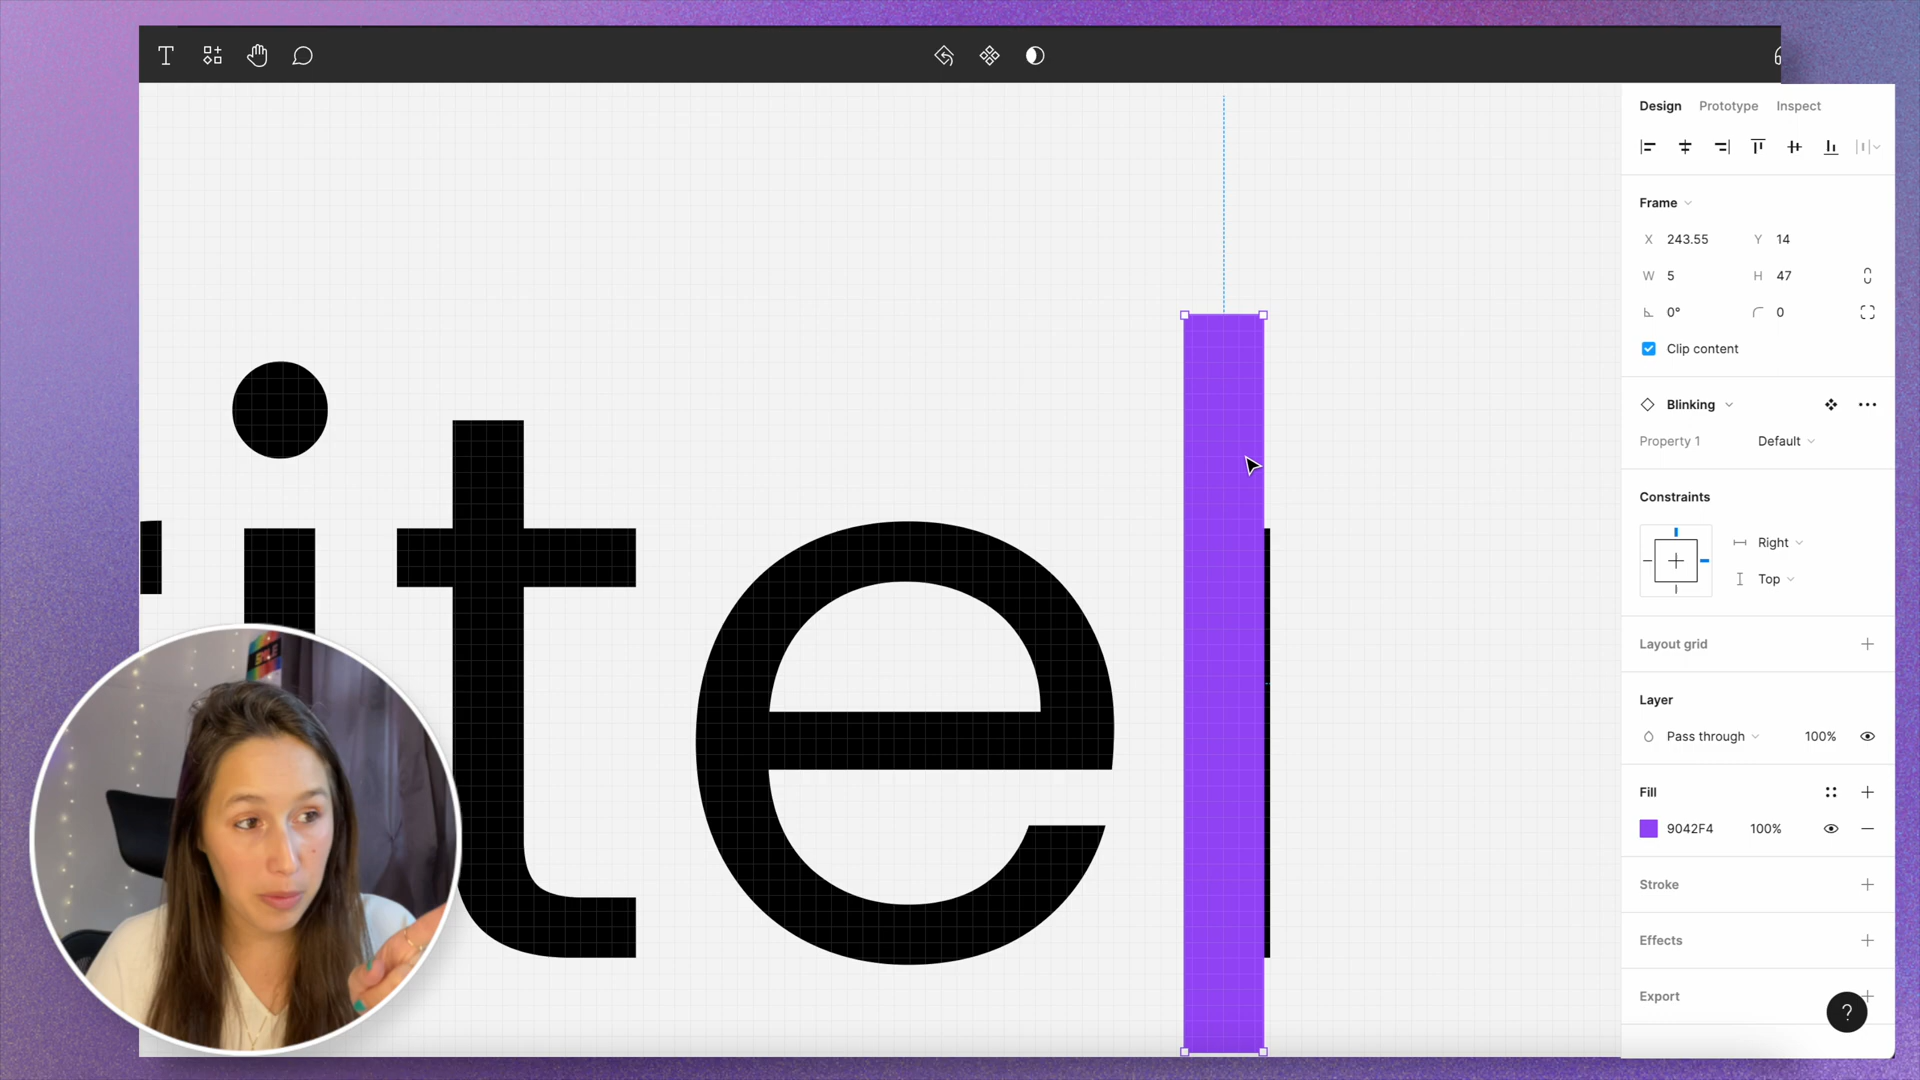 Design Prototype Inspect
Frame
X 243.55 Y 14
W 5 H 47
0° 0
Clip content
Blinking
Property 1 Default
Constraints
Right
Top
Layout grid
Layer
Pass through 100%
Fill
9042F4 100%
Stroke
Effects
Export
?
ite